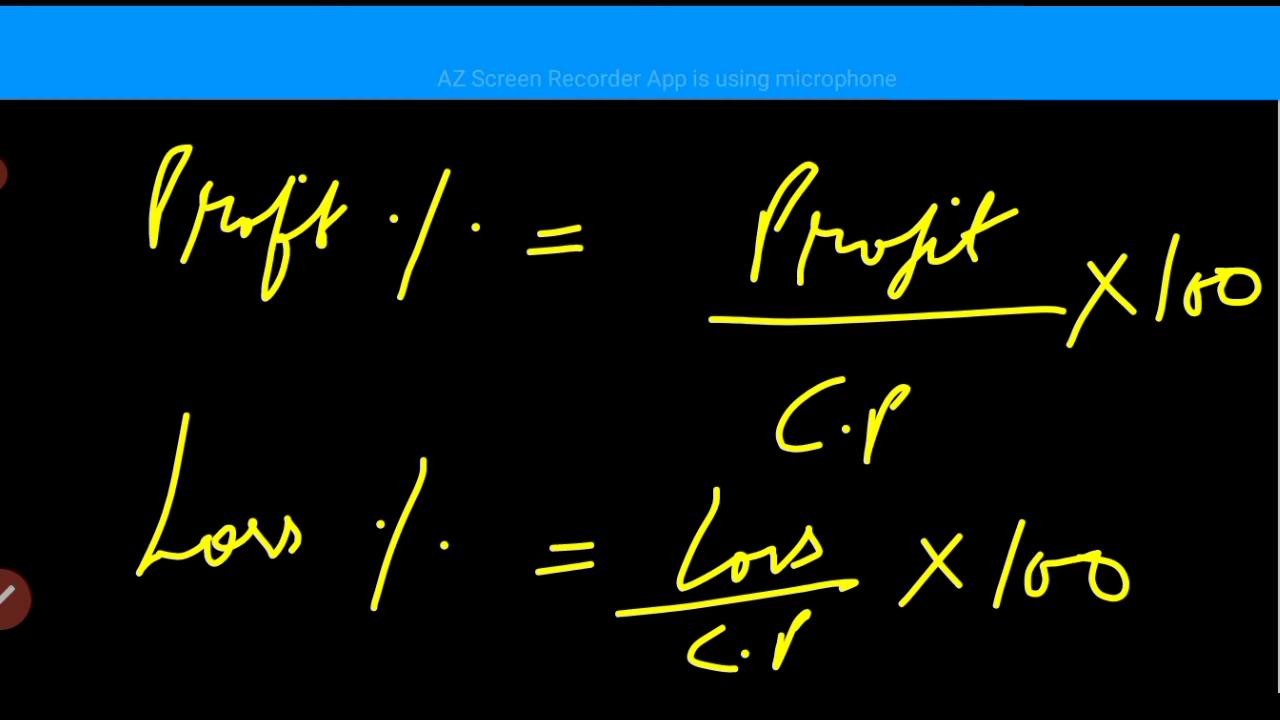 AZ Screen Recorder App is using microphone
Profit % = Profit / C.P × 100
Loss % = Loss / C.P × 100